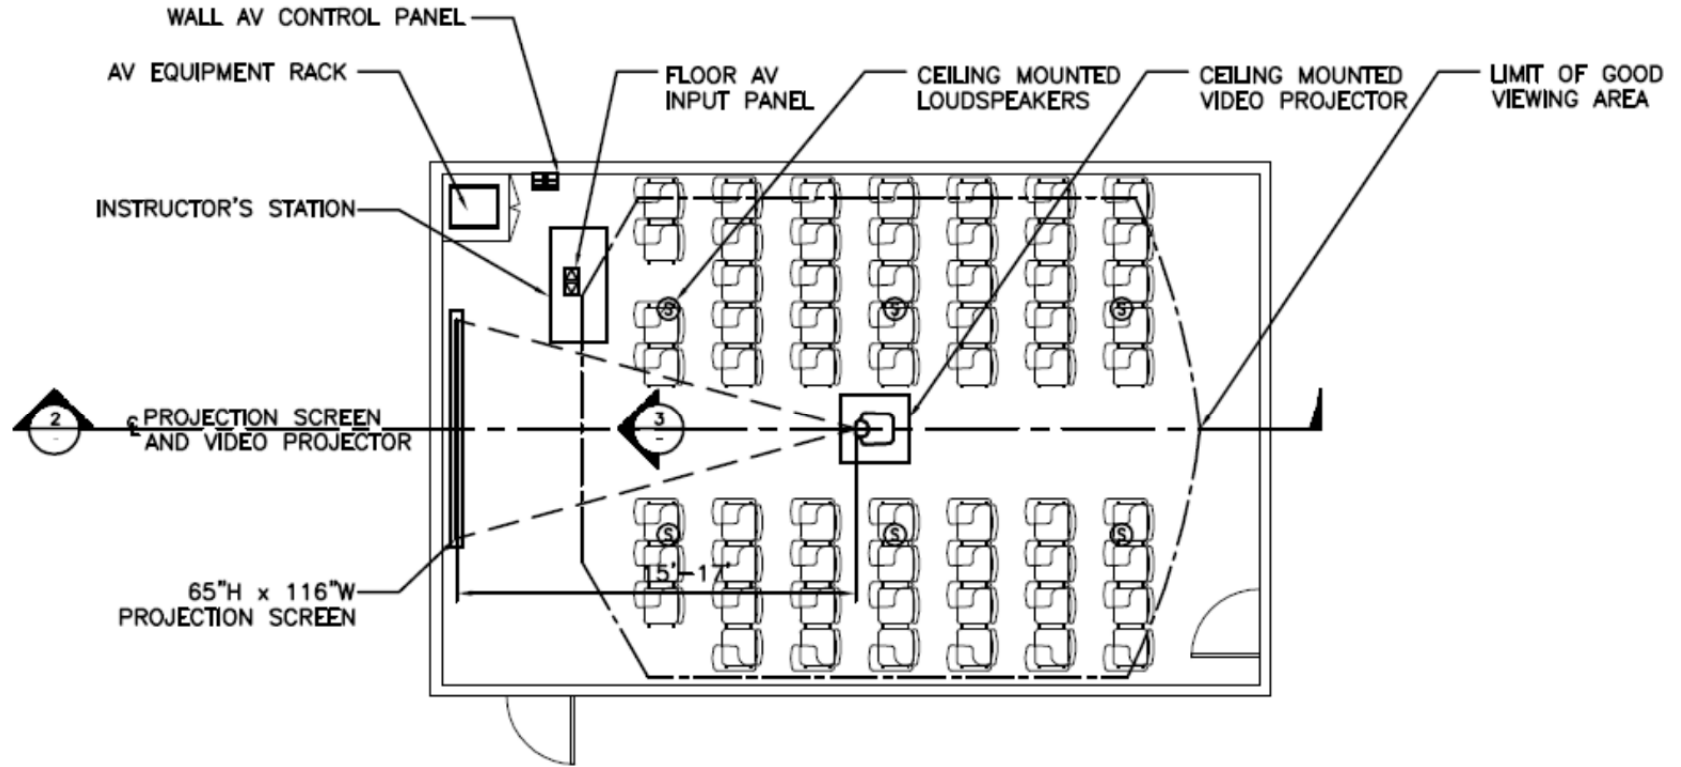 WALL AV CONTROL PANEL
AV EQUIPMENT RACK
FLOOR AV
INPUT PANEL
CEILING MOUNTED
LOUDSPEAKERS
CEILING MOUNTED
VIDEO PROJECTOR
LIMIT OF GOOD
VIEWING AREA
INSTRUCTOR'S STATION
S
S
S
2
-
℄ PROJECTION SCREEN
AND VIDEO PROJECTOR
3
-
S
S
S
15'-17'
65"H x 116"W
PROJECTION SCREEN